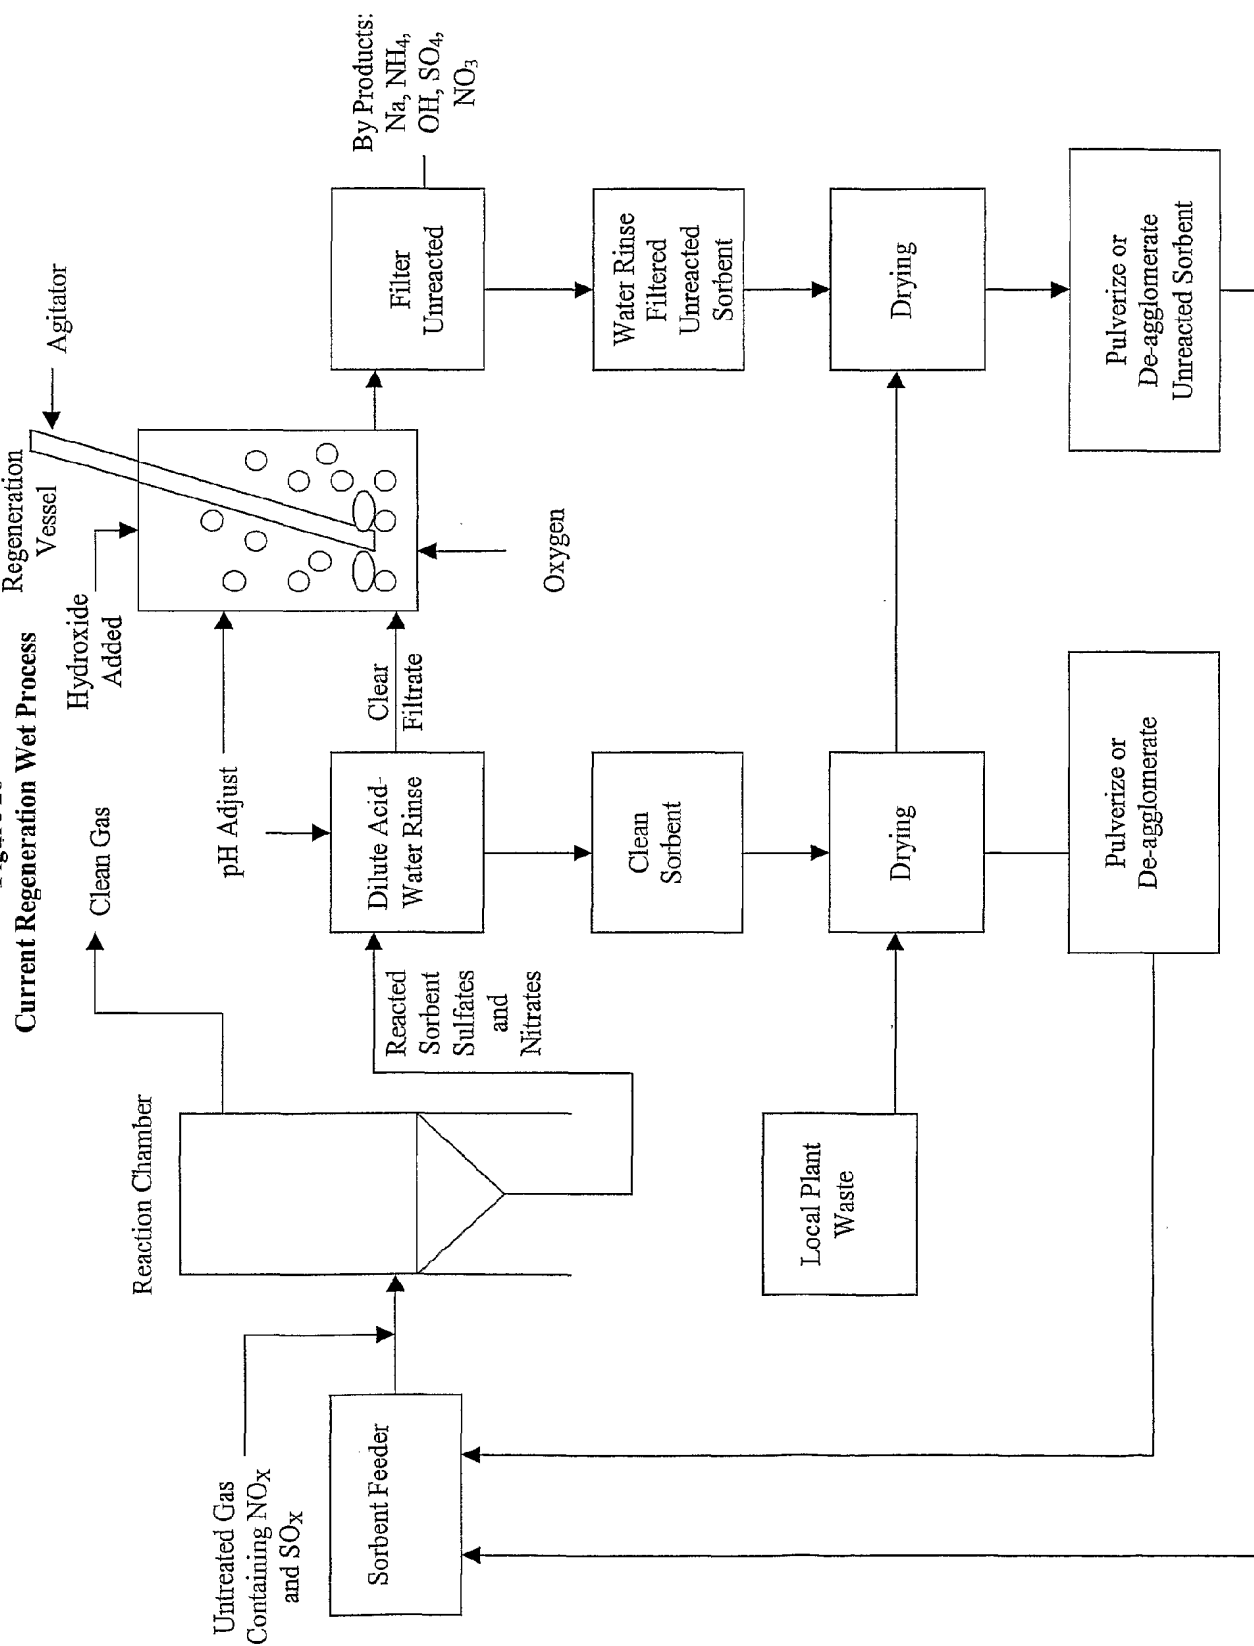 Current Regeneration Wet Process
Untreated Gas
Containing NOX
and SOX
Sorbent Feeder
Reaction Chamber
Clean Gas
Reacted
Sorbent
Sulfates
and
Nitrates
pH Adjust
Dilute Acid-
Water Rinse
Clear
Filtrate
Hydroxide
Added
Regeneration
Vessel
Agitator
Oxygen
Filter
Unreacted
By Products:
Na, NH4,
OH, SO4,
NO3
Clean
Sorbent
Water Rinse
Filtered
Unreacted
Sorbent
Local Plant
Waste
Drying
Drying
Pulverize or
De-agglomerate
Pulverize or
De-agglomerate
Unreacted Sorbent